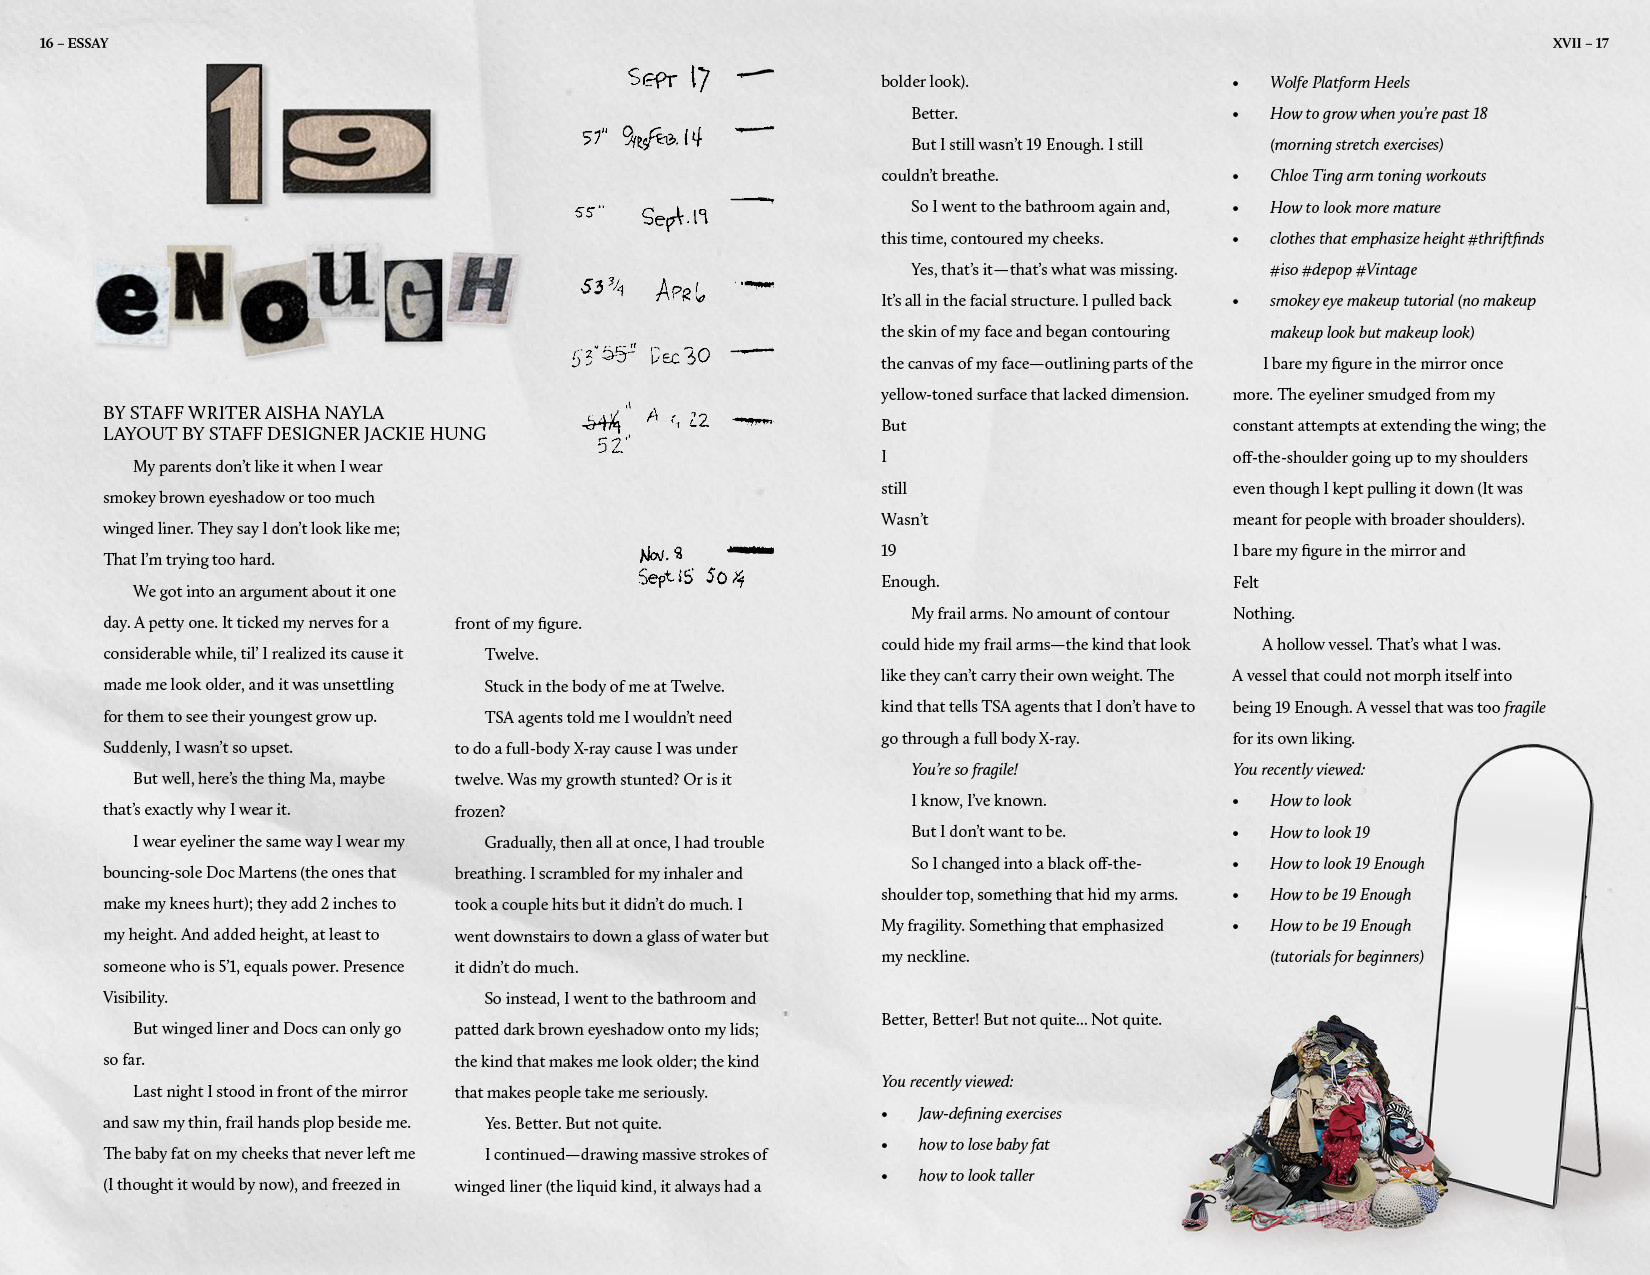 16 – ESSAY
XVII – 17
19
eNOuGH
SEPT 17
57" 9yrs FEB. 14
55" Sept. 19
53 3/4 APR 6
53" 55" DEC 30
54 1/4" 22
52"
Nov. 8
Sept 15 50 1/4
BY STAFF WRITER AISHA NAYLA
LAYOUT BY STAFF DESIGNER JACKIE HUNG
My parents don’t like it when I wear
smokey brown eyeshadow or too much
winged liner. They say I don’t look like me;
That I’m trying too hard.
We got into an argument about it one
day. A petty one. It ticked my nerves for a
considerable while, til’ I realized its cause it
made me look older, and it was unsettling
for them to see their youngest grow up.
Suddenly, I wasn’t so upset.
But well, here’s the thing Ma, maybe
that’s exactly why I wear it.
I wear eyeliner the same way I wear my
bouncing-sole Doc Martens (the ones that
make my knees hurt); they add 2 inches to
my height. And added height, at least to
someone who is 5’1, equals power. Presence
Visibility.
But winged liner and Docs can only go
so far.
Last night I stood in front of the mirror
and saw my thin, frail hands plop beside me.
The baby fat on my cheeks that never left me
(I thought it would by now), and freezed in
front of my figure.
Twelve.
Stuck in the body of me at Twelve.
TSA agents told me I wouldn’t need
to do a full-body X-ray cause I was under
twelve. Was my growth stunted? Or is it
frozen?
Gradually, then all at once, I had trouble
breathing. I scrambled for my inhaler and
took a couple hits but it didn’t do much. I
went downstairs to down a glass of water but
it didn’t do much.
So instead, I went to the bathroom and
patted dark brown eyeshadow onto my lids;
the kind that makes me look older; the kind
that makes people take me seriously.
Yes. Better. But not quite.
I continued—drawing massive strokes of
winged liner (the liquid kind, it always had a
bolder look).
Better.
But I still wasn’t 19 Enough. I still
couldn’t breathe.
So I went to the bathroom again and,
this time, contoured my cheeks.
Yes, that’s it—that’s what was missing.
It’s all in the facial structure. I pulled back
the skin of my face and began contouring
the canvas of my face—outlining parts of the
yellow-toned surface that lacked dimension.
But
I
still
Wasn’t
19
Enough.
My frail arms. No amount of contour
could hide my frail arms—the kind that look
like they can’t carry their own weight. The
kind that tells TSA agents that I don’t have to
go through a full body X-ray.
You’re so fragile!
I know, I’ve known.
But I don’t want to be.
So I changed into a black off-the-
shoulder top, something that hid my arms.
My fragility. Something that emphasized
my neckline.
Better, Better! But not quite... Not quite.
You recently viewed:
• Jaw-defining exercises
• how to lose baby fat
• how to look taller
• Wolfe Platform Heels
• How to grow when you’re past 18
(morning stretch exercises)
• Chloe Ting arm toning workouts
• How to look more mature
• clothes that emphasize height #thriftfinds
#iso #depop #Vintage
• smokey eye makeup tutorial (no makeup
makeup look but makeup look)
I bare my figure in the mirror once
more. The eyeliner smudged from my
constant attempts at extending the wing; the
off-the-shoulder going up to my shoulders
even though I kept pulling it down (It was
meant for people with broader shoulders).
I bare my figure in the mirror and
Felt
Nothing.
A hollow vessel. That’s what I was.
A vessel that could not morph itself into
being 19 Enough. A vessel that was too fragile
for its own liking.
You recently viewed:
• How to look
• How to look 19
• How to look 19 Enough
• How to be 19 Enough
• How to be 19 Enough
(tutorials for beginners)